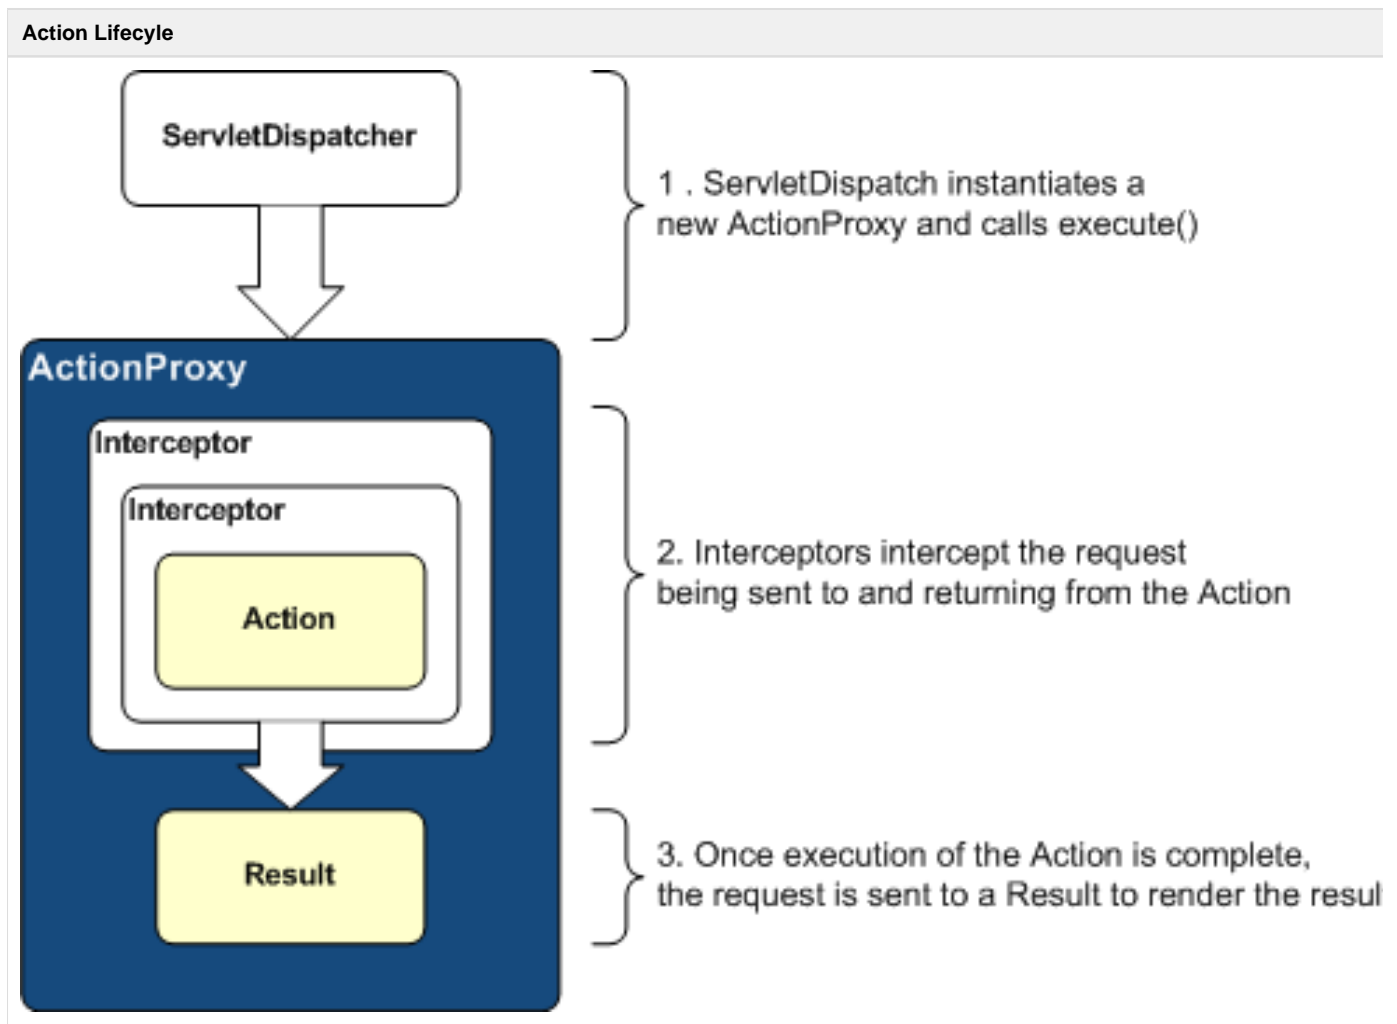 Action Lifecyle
ServletDispatcher
1 . ServletDispatch instantiates a
new ActionProxy and calls execute()
ActionProxy
Interceptor
Interceptor
Action
2. Interceptors intercept the request
being sent to and returning from the Action
Result
3. Once execution of the Action is complete,
the request is sent to a Result to render the resul